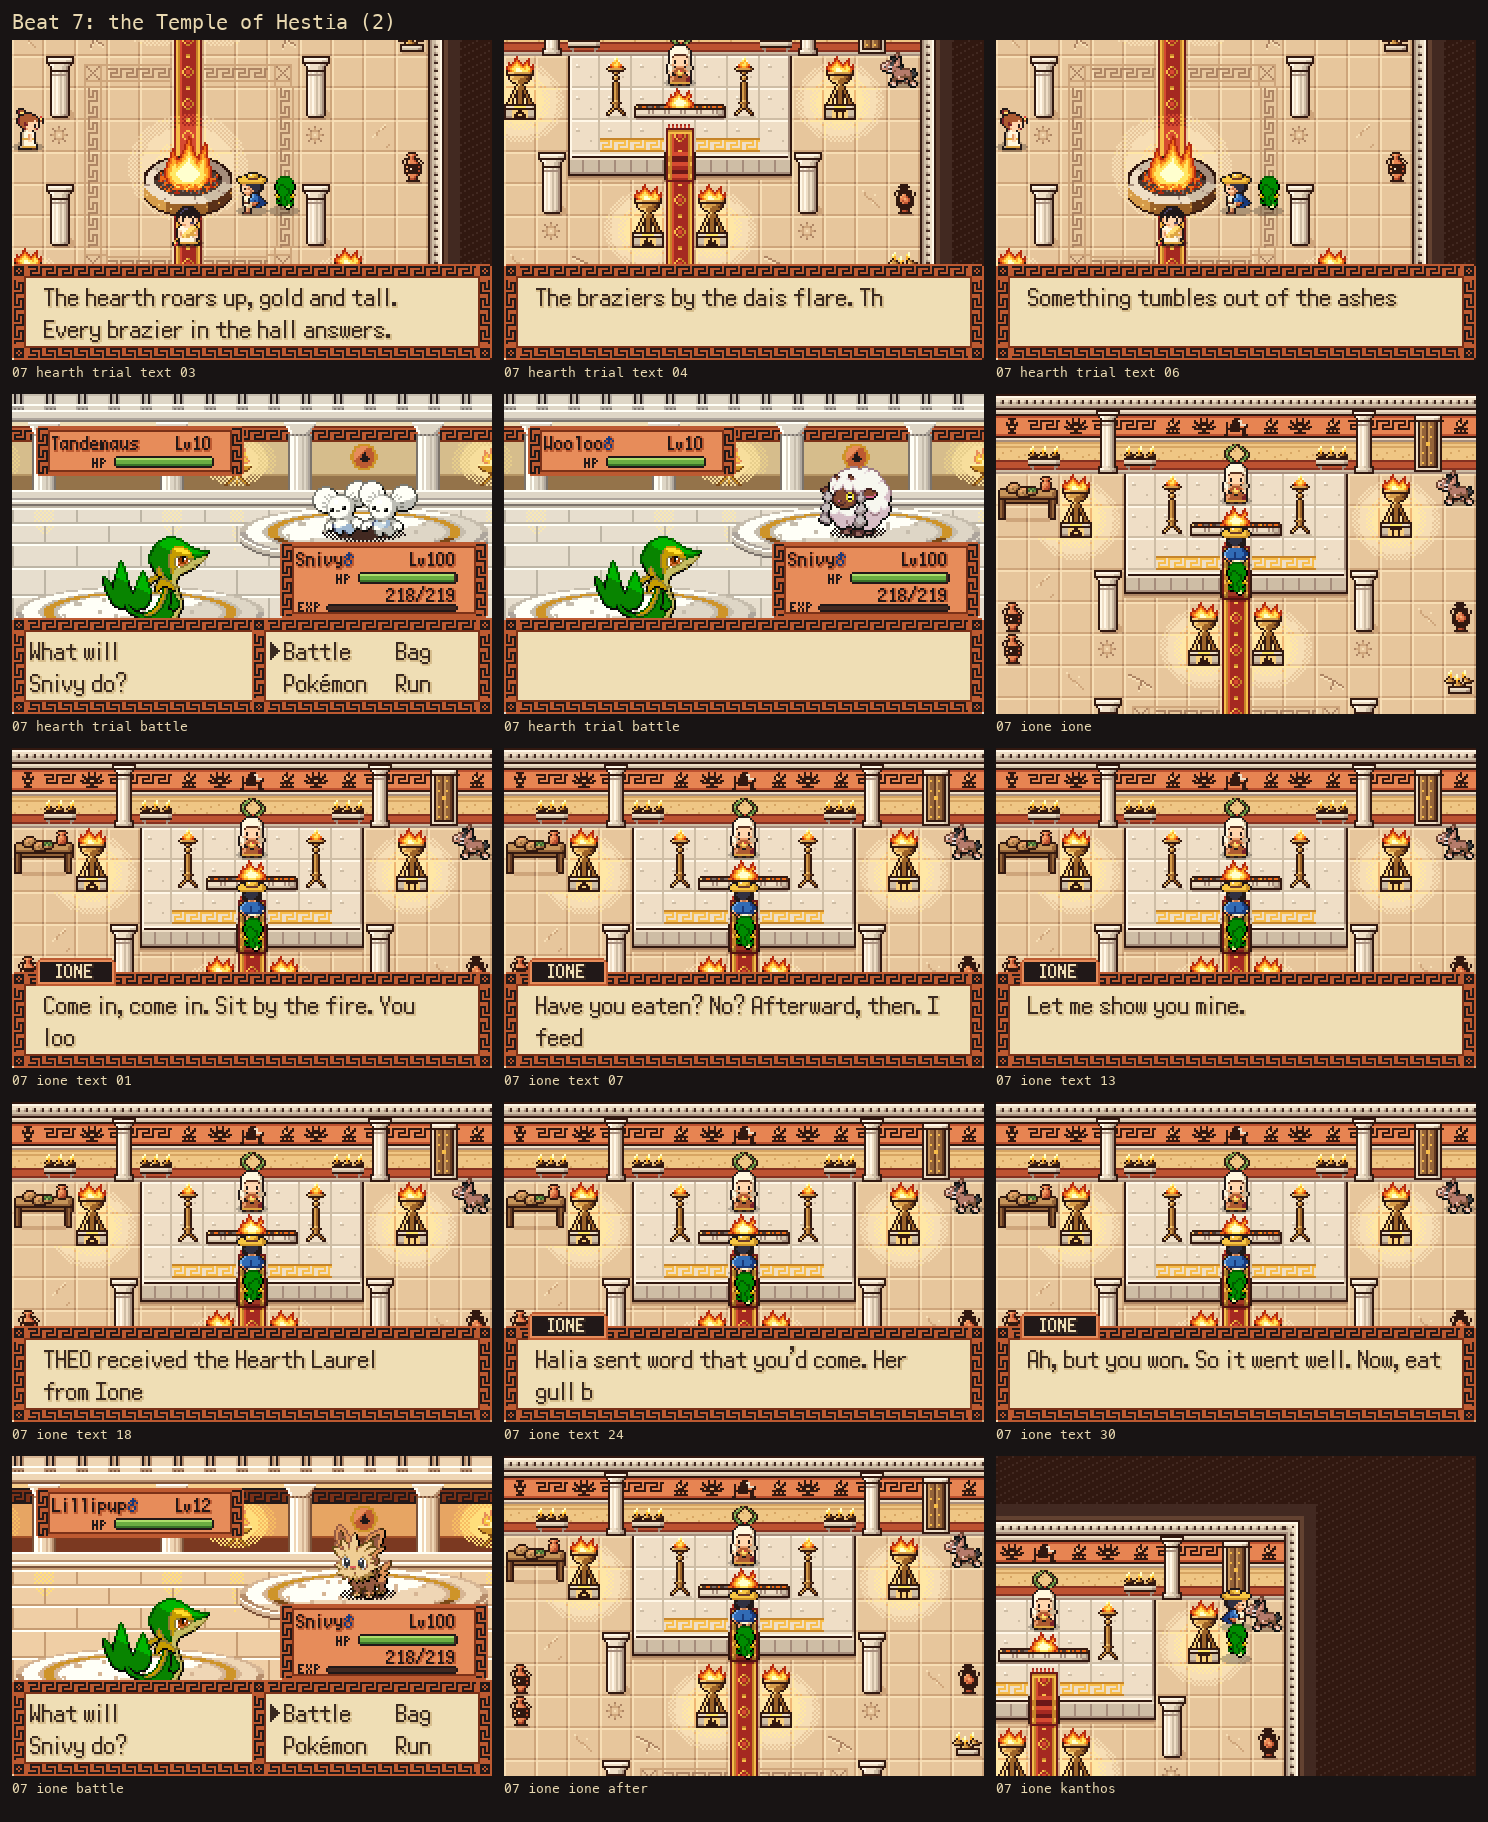 Beat 7: the Temple of Hestia (2)
The hearth roars up, gold and tall.
Every brazier in the hall answers.
07 hearth trial text 03
The braziers by the dais flare. Th
07 hearth trial text 04
Something tumbles out of the ashes
07 hearth trial text 06
Tandemaus♂ Lv10
HP
Snivy♂ Lv100
HP
218/219
EXP
What will
Snivy do?
Battle Bag
Pokémon Run
07 hearth trial battle
Wooloo♂ Lv10
HP
Snivy♂ Lv100
HP
218/219
EXP
07 hearth trial battle
07 ione ione
IONE
Come in, come in. Sit by the fire. You
loo
07 ione text 01
IONE
Have you eaten? No? Afterward, then. I
feed
07 ione text 07
IONE
Let me show you mine.
07 ione text 13
THEO received the Hearth Laurel
from Ione
07 ione text 18
IONE
Halia sent word that you'd come. Her
gull b
07 ione text 24
IONE
Ah, but you won. So it went well. Now, eat
07 ione text 30
Lillipup♂ Lv12
HP
Snivy♂ Lv100
HP
218/219
EXP
What will
Snivy do?
Battle Bag
Pokémon Run
07 ione battle
07 ione ione after
07 ione kanthos